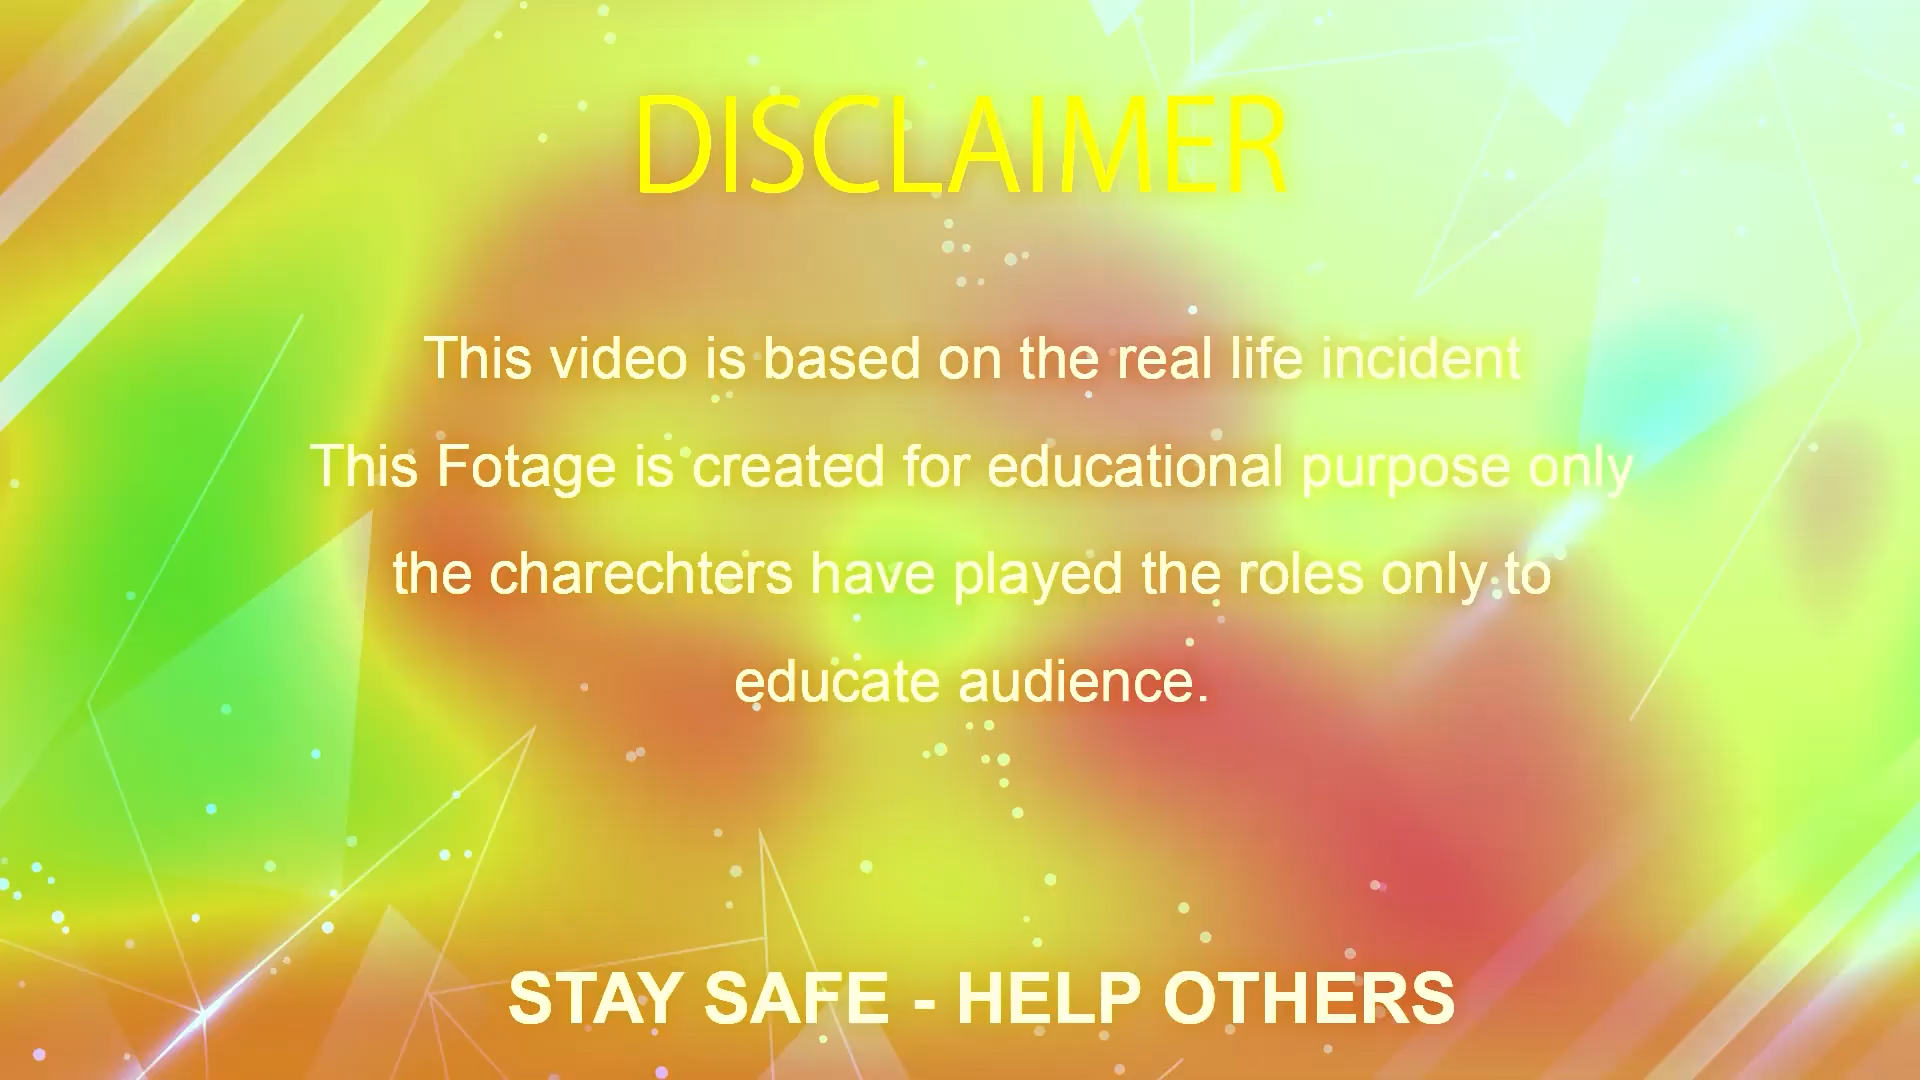 DISCLAIMER
This video is based on the real life incident
This Fotage is created for educational purpose only
the charechters have played the roles only to
educate audience.
STAY SAFE - HELP OTHERS